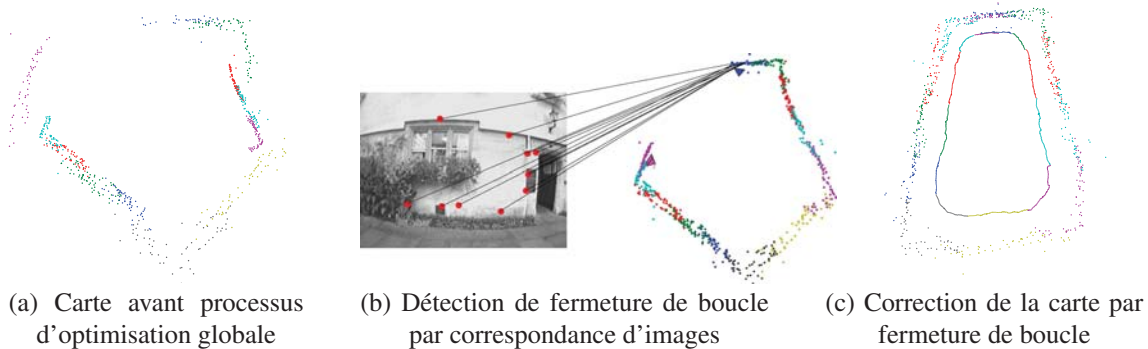 (a) Carte avant processus
d'optimisation globale
(b) Détection de fermeture de boucle
par correspondance d'images
(c) Correction de la carte par
fermeture de boucle